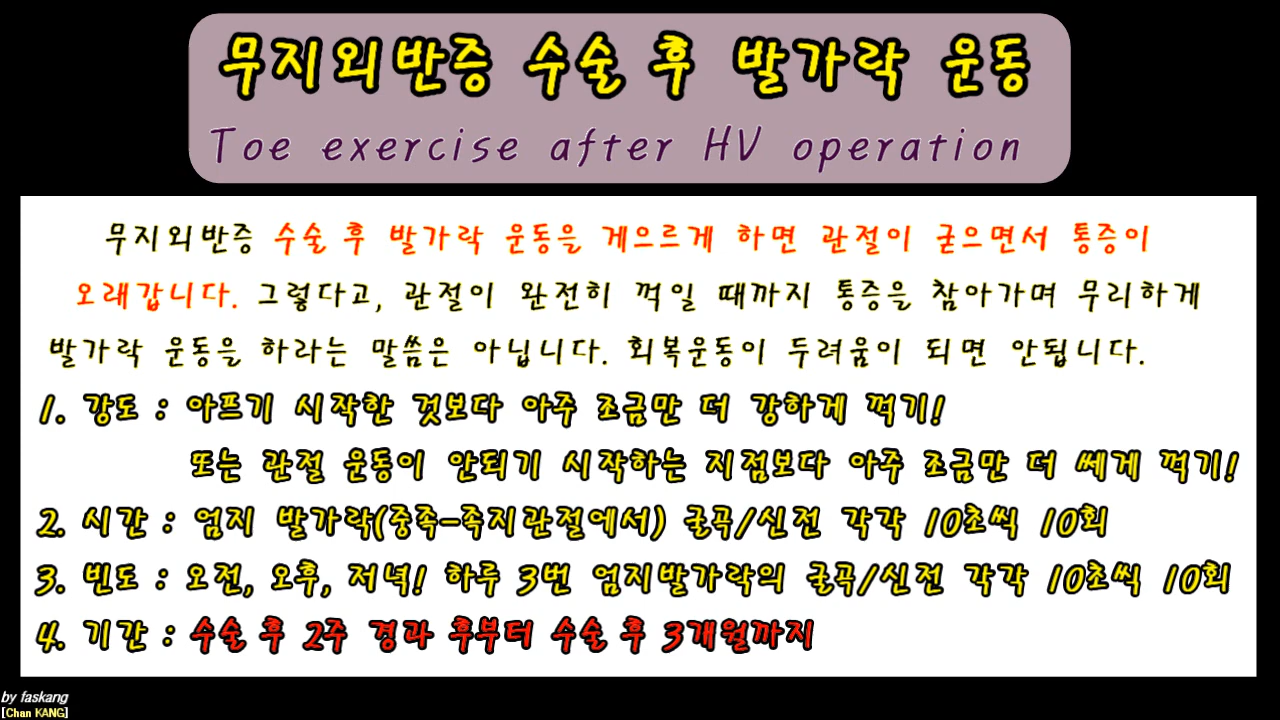 무지외반증 수술 후 발가락 운동
Toe exercise after HV operation
무지외반증 수술 후 발가락 운동을 게으르게 하면 관절이 굳으면서 통증이
오래갑니다. 그렇다고, 관절이 완전히 꺽일 때까지 통증을 참아가며 무리하게
발가락 운동을 하라는 말씀은 아닙니다. 회복운동이 두려움이 되면 안됩니다.
1. 강도 : 아프기 시작한 것보다 아주 조금만 더 강하게 꺽기!
또는 관절 운동이 안되기 시작하는 지점보다 아주 조금만 더 쎄게 꺽기!
2. 시간 : 엄지 발가락(중족-족지관절에서) 굴곡/신전 각각 10초씩 10회
3. 빈도 : 오전, 오후, 저녁! 하루 3번 엄지발가락의 굴곡/신전 각각 10초씩 10회
4. 기간 : 수술 후 2주 경과 후부터 수술 후 3개월까지
by faskang
[Chan KANG]